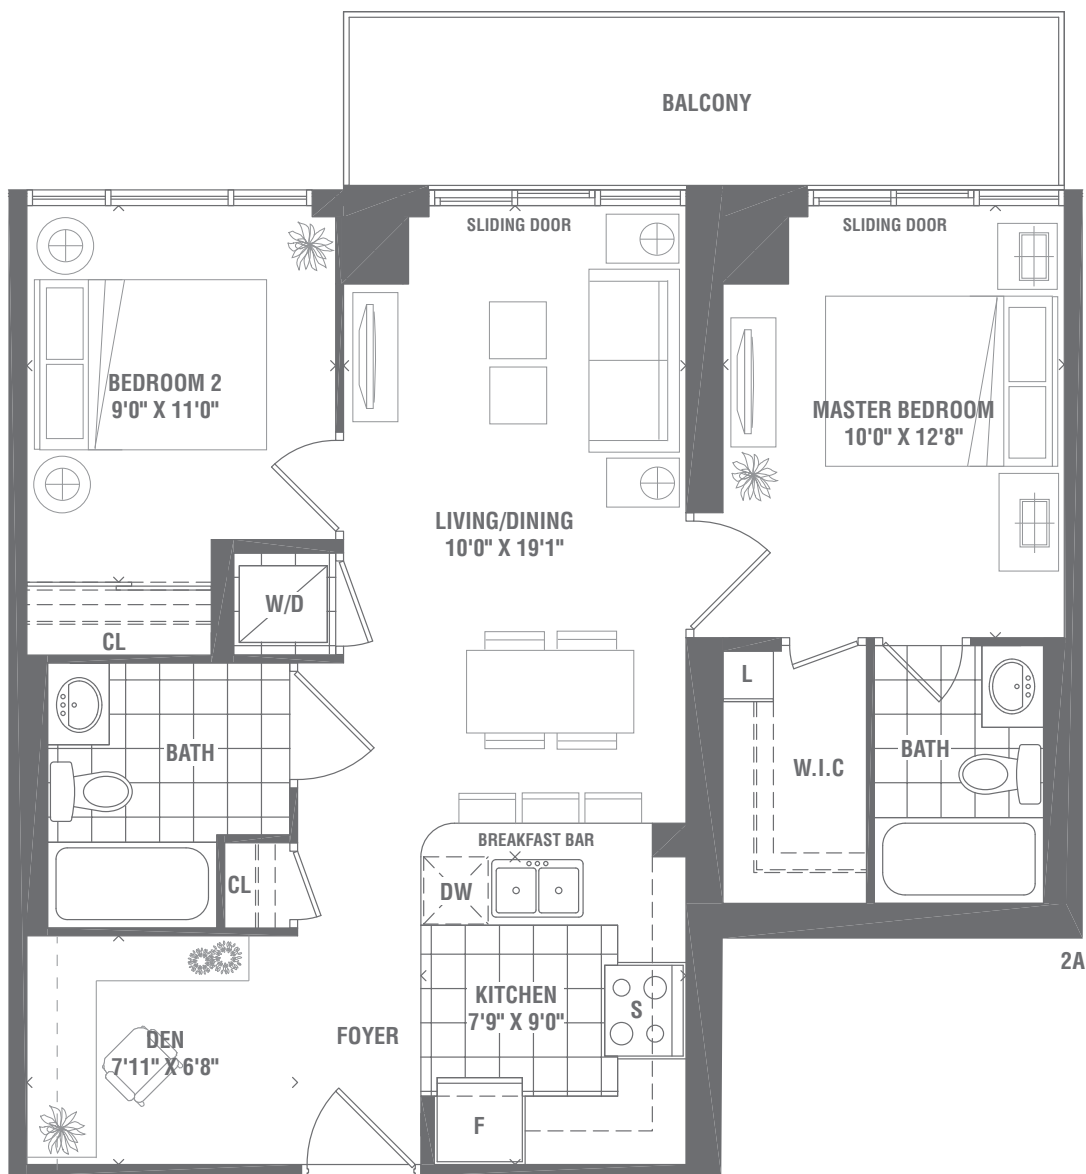 BALCONY
SLIDING DOOR
SLIDING DOOR
BEDROOM 2
9'0" X 11'0"
MASTER BEDROOM
10'0" X 12'8"
LIVING/DINING
10'0" X 19'1"
W/D
CL
L
BATH
W.I.C
BATH
BREAKFAST BAR
CL
DW
2A
KITCHEN
7'9" X 9'0"
S
FOYER
DEN
7'11" X 6'8"
F